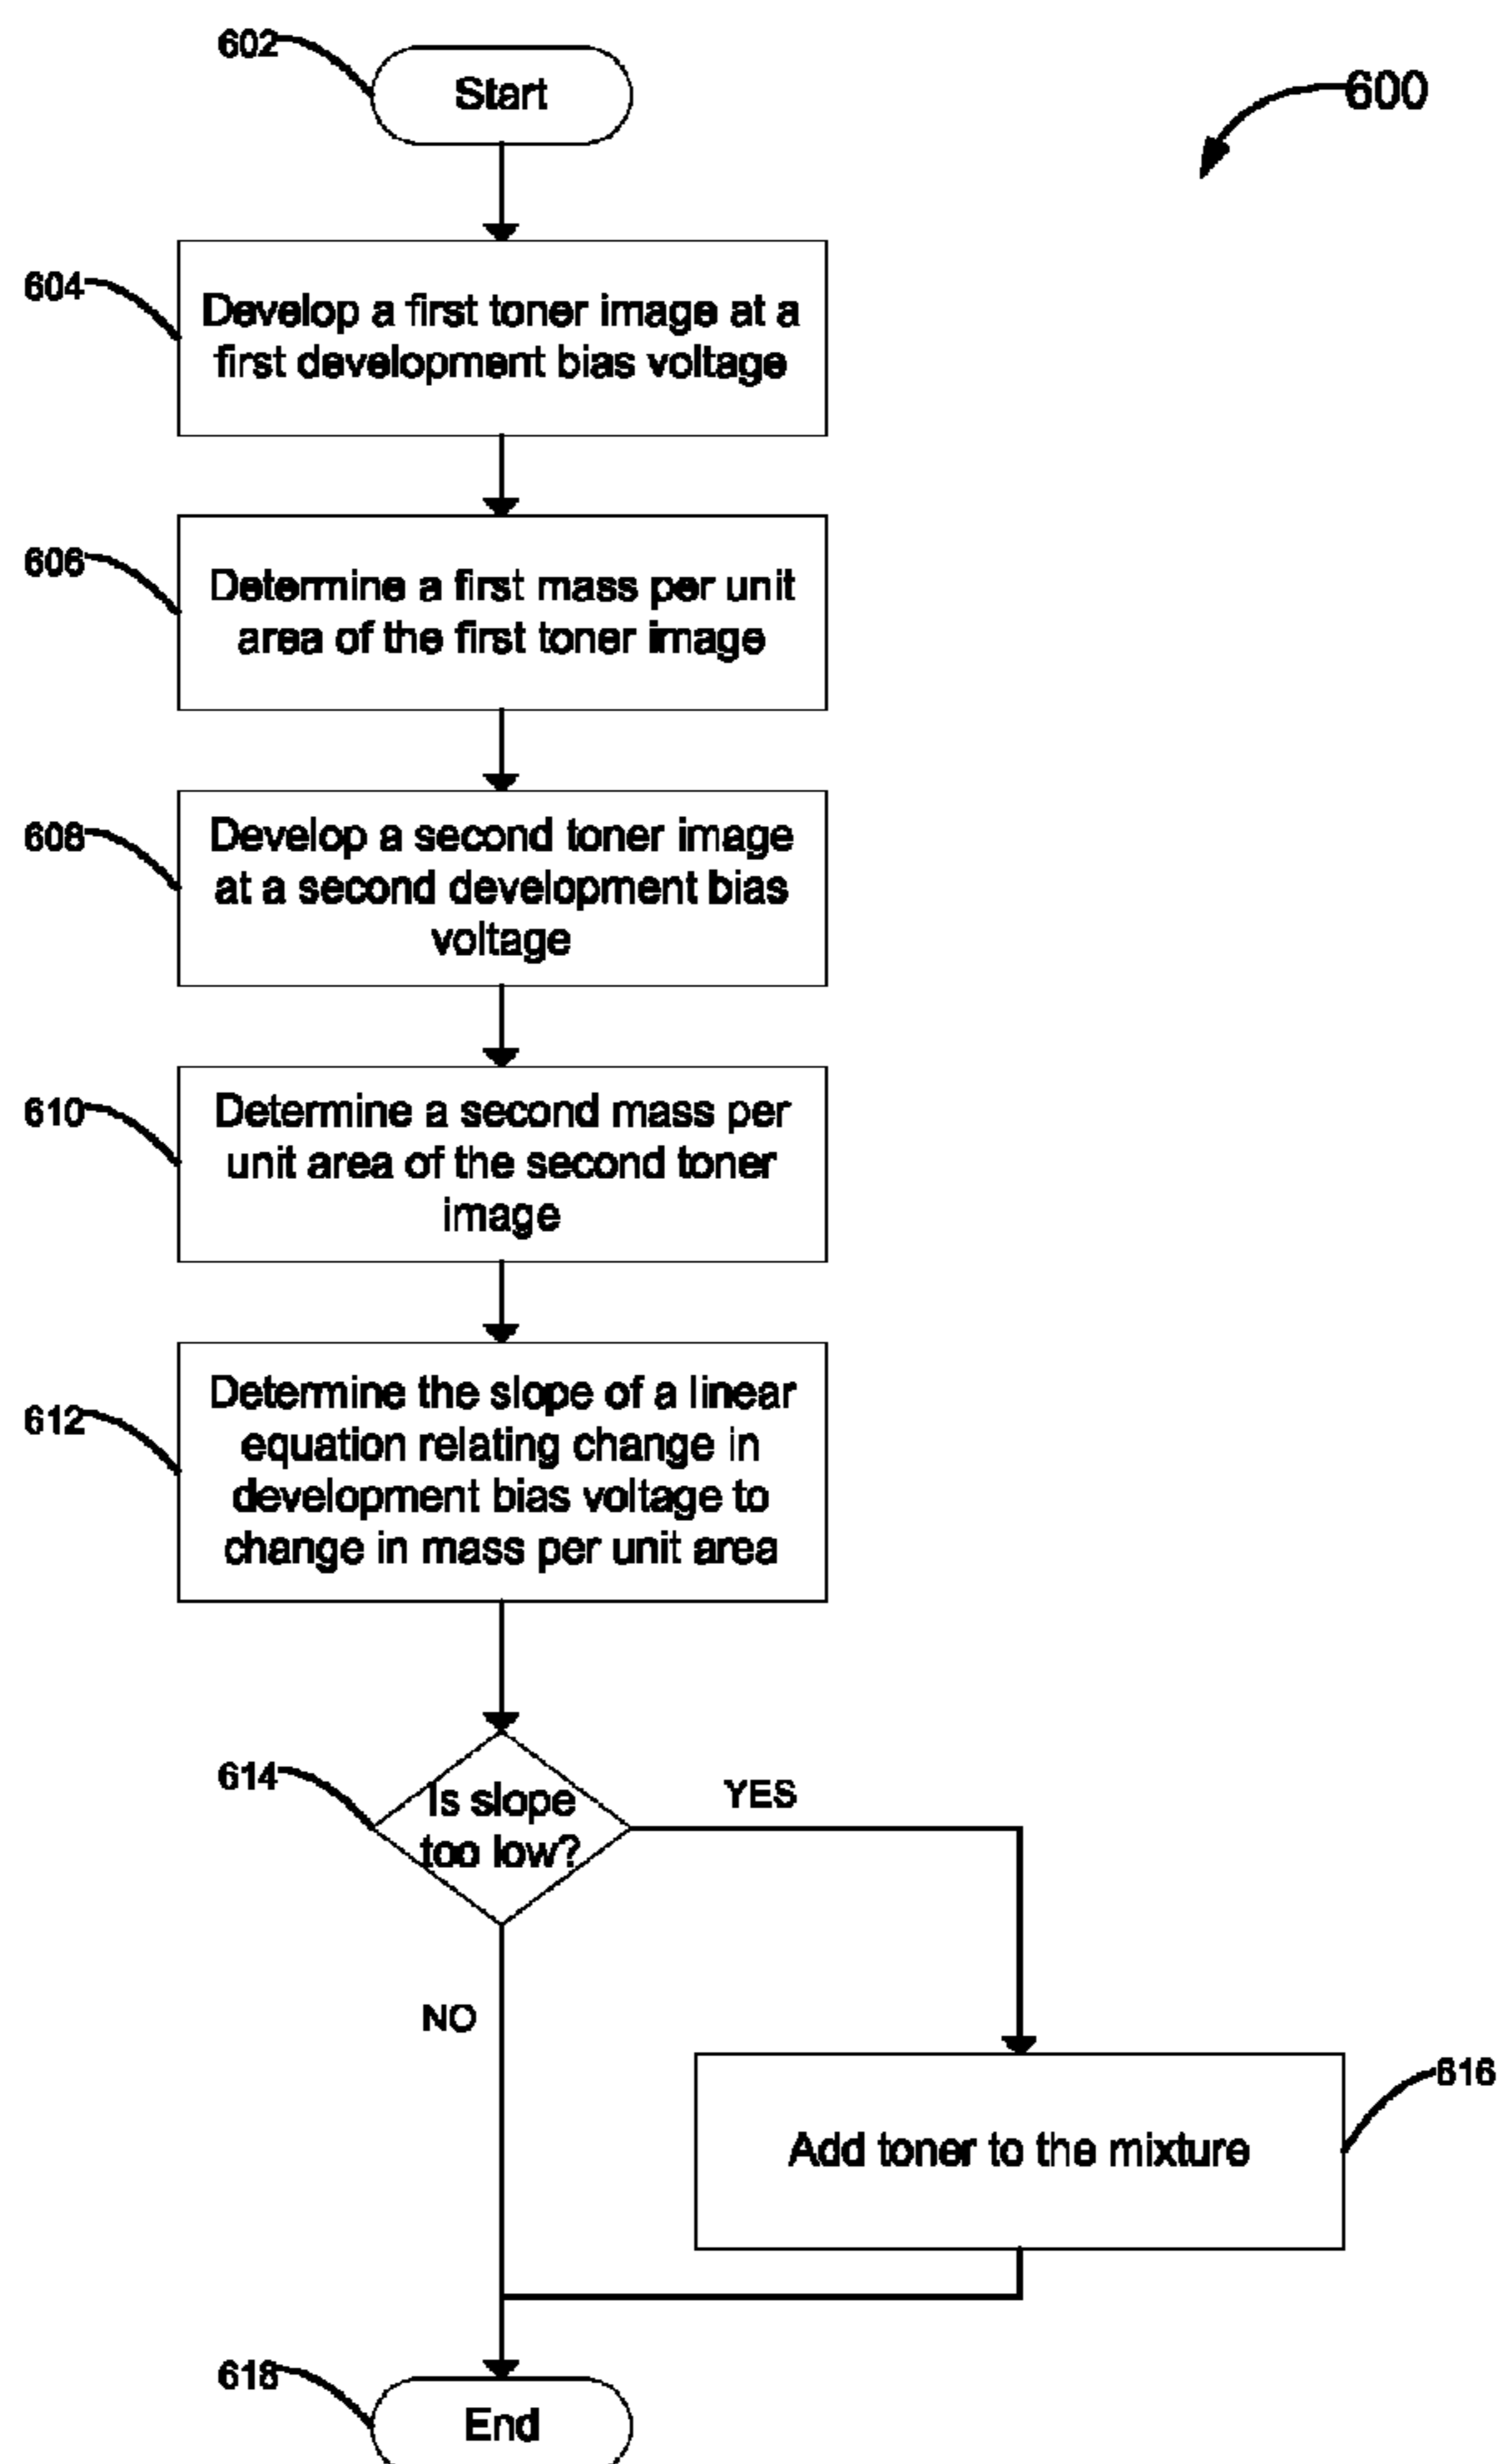 602
Start
600
604
Develop a first toner image at a
first development bias voltage
606
Determine a first mass per unit
area of the first toner image
608
Develop a second toner image
at a second development bias
voltage
610
Determine a second mass per
unit area of the second toner
image
612
Determine the slope of a linear
equation relating change in
development bias voltage to
change in mass per unit area
614
Is slope
too low?
YES
NO
616
Add toner to the mixture
618
End